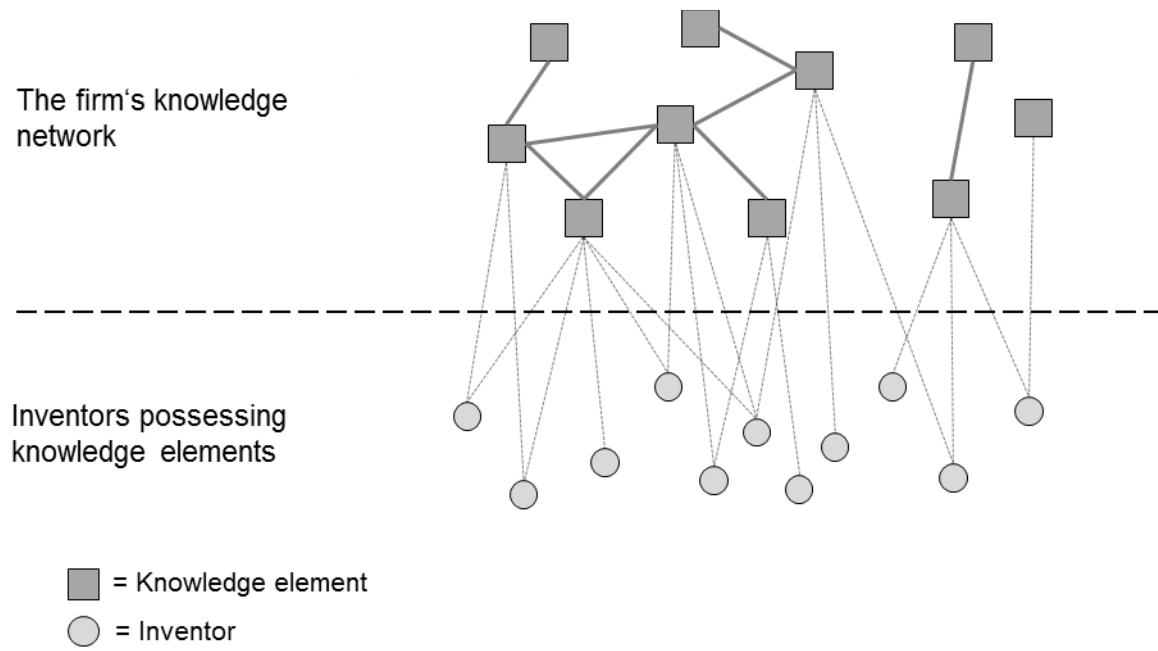 The firm‘s knowledge
network
Inventors possessing
knowledge elements
= Knowledge element
= Inventor